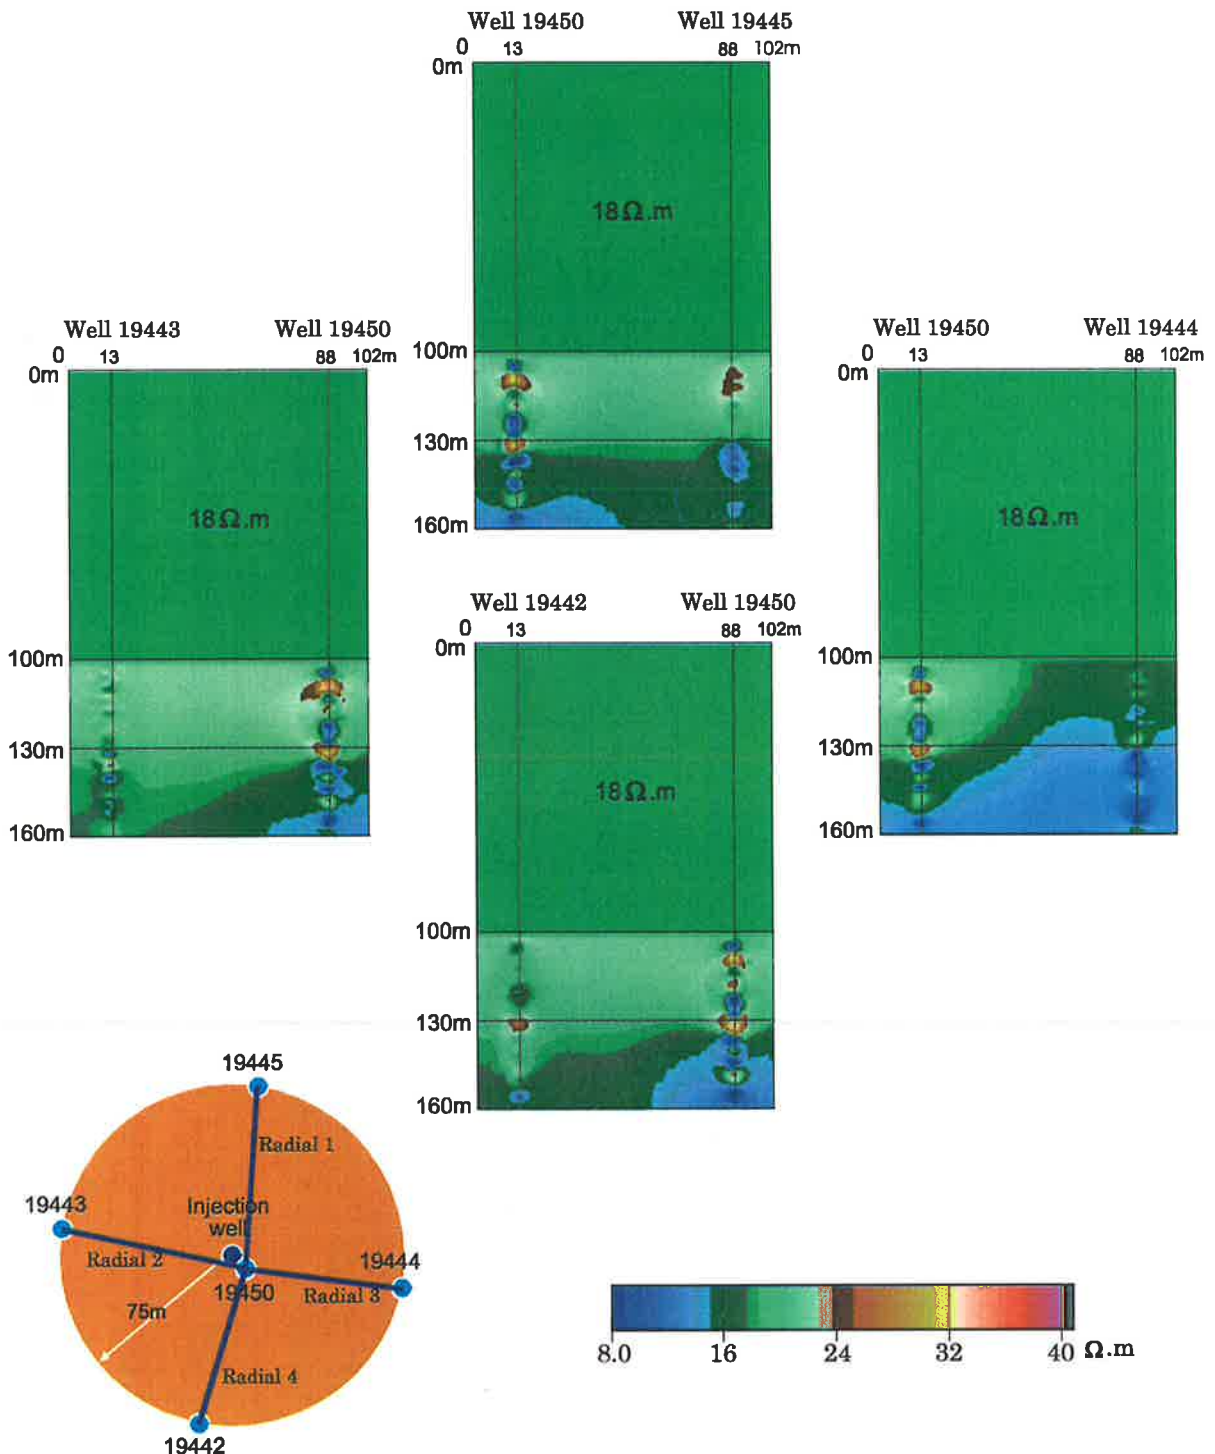 Well 19450 Well 19445
0 13 88 102m
0m
18Ω.m
100m
130m
160m
Well 19443 Well 19450
0 13 88 102m
0m
18Ω.m
100m
130m
160m
Well 19450 Well 19444
0 13 88 102m
0m
18Ω.m
100m
130m
160m
Well 19442 Well 19450
0 13 88 102m
0m
18Ω.m
100m
130m
160m
19445
Radial 1
19443
Injection
well
Radial 2
19444
19450
Radial 3
75m
Radial 4
19442
8.0 16 24 32 40 Ω.m